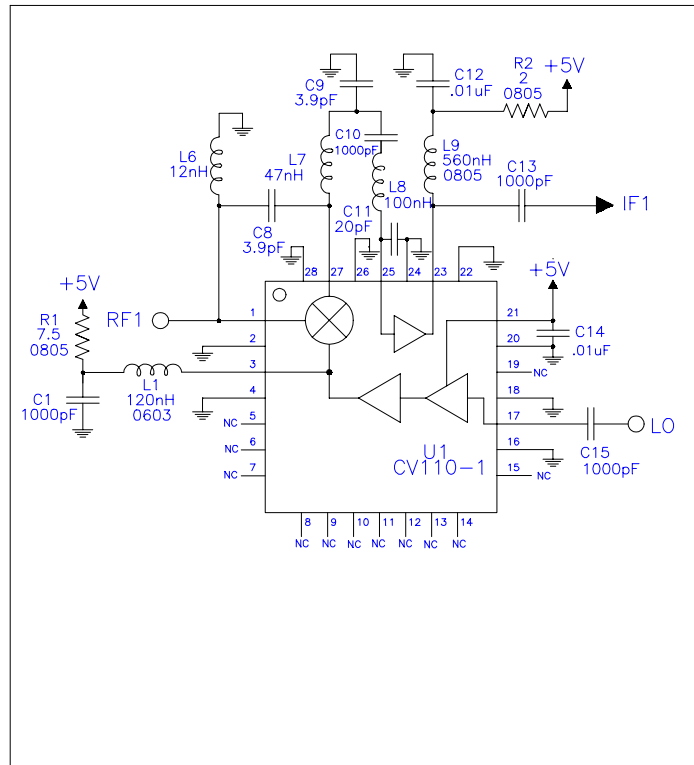 C9
3.9pF
C12
.01uF
R2
2
0805
+5V
L6
12nH
C10
1000pF
L7
47nH
L9
560nH
0805
C13
1000pF
L8
100nH
IF1
C8
3.9pF
C11
20pF
28
27
26
25
24
23
22
+5V
R1
7.5
0805
RF1
1
2
3
4
5
6
7
NC
NC
NC
L1
120nH
0603
C1
1000pF
+5V
21
20
19
18
17
16
15
NC
NC
C14
.01uF
LO
C15
1000pF
U1
CV110-1
8
9
10
11
12
13
14
NC
NC
NC
NC
NC
NC
NC